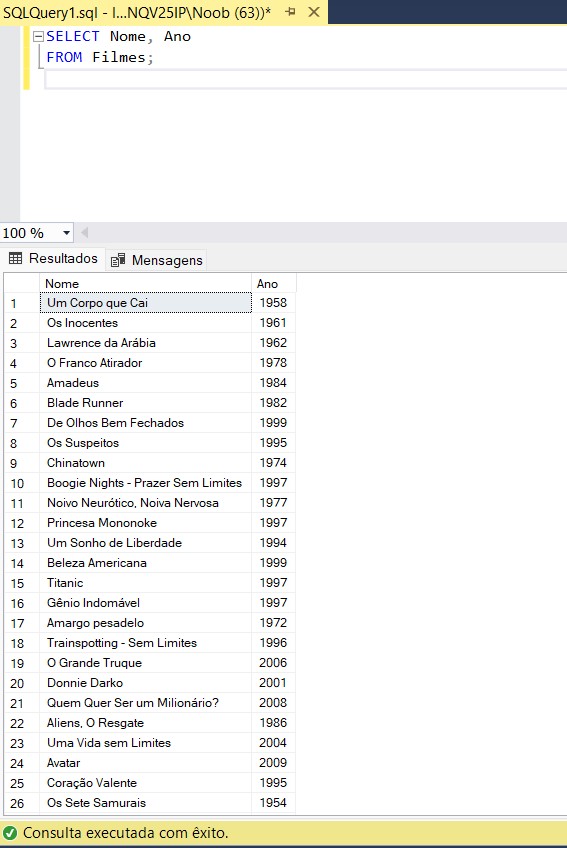 SQLQuery1.sql - I...NQV25IP\Noob (63))*
SELECT Nome, Ano
FROM Filmes;
100 %
Resultados Mensagens
Nome Ano
1 Um Corpo que Cai 1958
2 Os Inocentes 1961
3 Lawrence da Arábia 1962
4 O Franco Atirador 1978
5 Amadeus 1984
6 Blade Runner 1982
7 De Olhos Bem Fechados 1999
8 Os Suspeitos 1995
9 Chinatown 1974
10 Boogie Nights - Prazer Sem Limites 1997
11 Noivo Neurótico, Noiva Nervosa 1977
12 Princesa Mononoke 1997
13 Um Sonho de Liberdade 1994
14 Beleza Americana 1999
15 Titanic 1997
16 Gênio Indomável 1997
17 Amargo pesadelo 1972
18 Trainspotting - Sem Limites 1996
19 O Grande Truque 2006
20 Donnie Darko 2001
21 Quem Quer Ser um Milionário? 2008
22 Aliens, O Resgate 1986
23 Uma Vida sem Limites 2004
24 Avatar 2009
25 Coração Valente 1995
26 Os Sete Samurais 1954
Consulta executada com êxito.